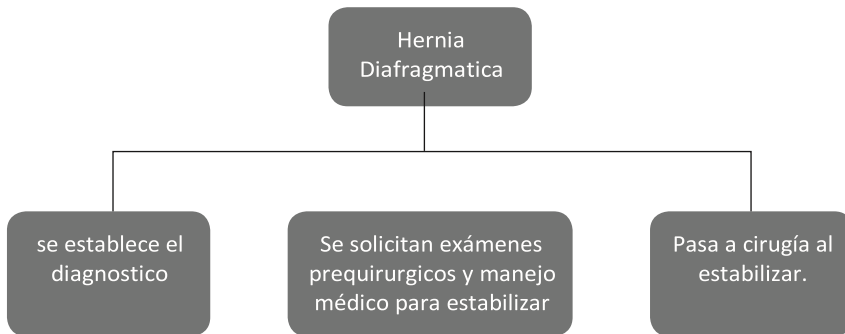 Hernia
Diafragmatica
se establece el
diagnostico
Se solicitan exámenes
prequirurgicos y manejo
médico para estabilizar
Pasa a cirugía al
estabilizar.